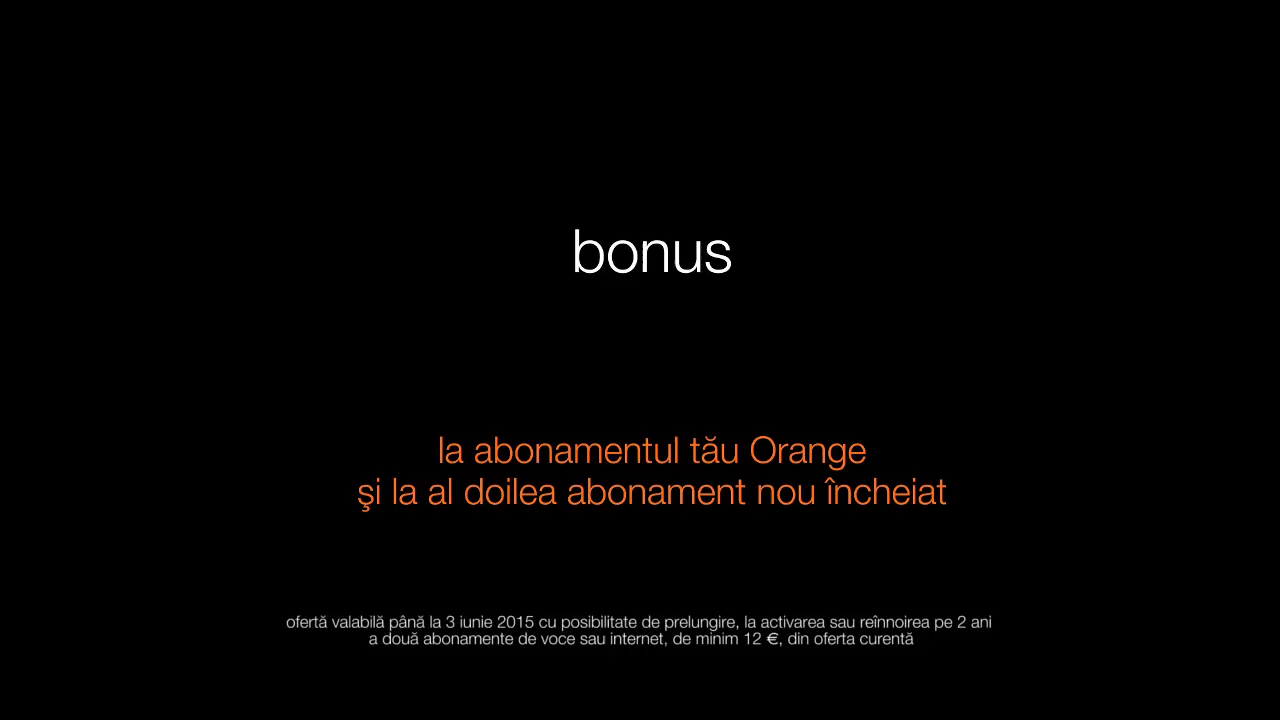 bonus
la abonamentul tău Orange
şi la al doilea abonament nou încheiat
ofertă valabilă până la 3 iunie 2015 cu posibilitate de prelungire, la activarea sau reînnoirea pe 2 ani
a două abonamente de voce sau internet, de minim 12 €, din oferta curentă